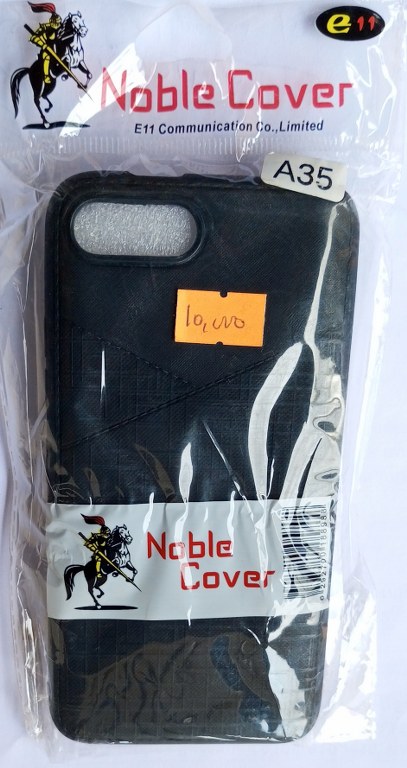 e11
Noble Cover
E11 Communication Co.,Limited
A35
10,000
Noble
Cover